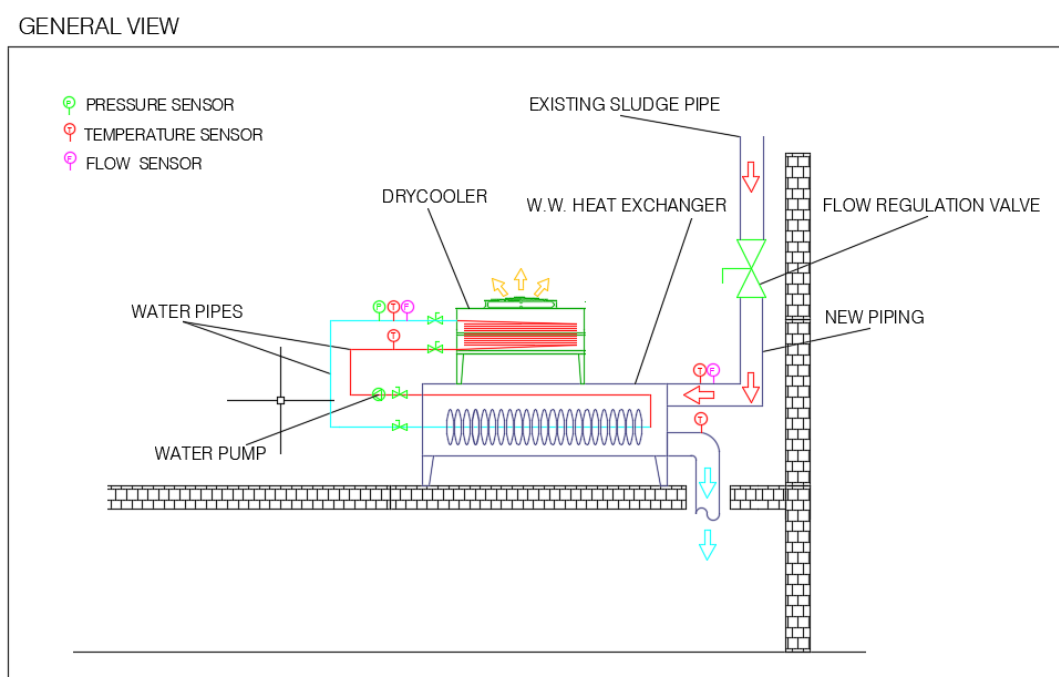 GENERAL VIEW
P PRESSURE SENSOR
T TEMPERATURE SENSOR
F FLOW SENSOR
EXISTING SLUDGE PIPE
DRYCOOLER
W.W. HEAT EXCHANGER
FLOW REGULATION VALVE
WATER PIPES
P T F
T
NEW PIPING
T F
T
WATER PUMP